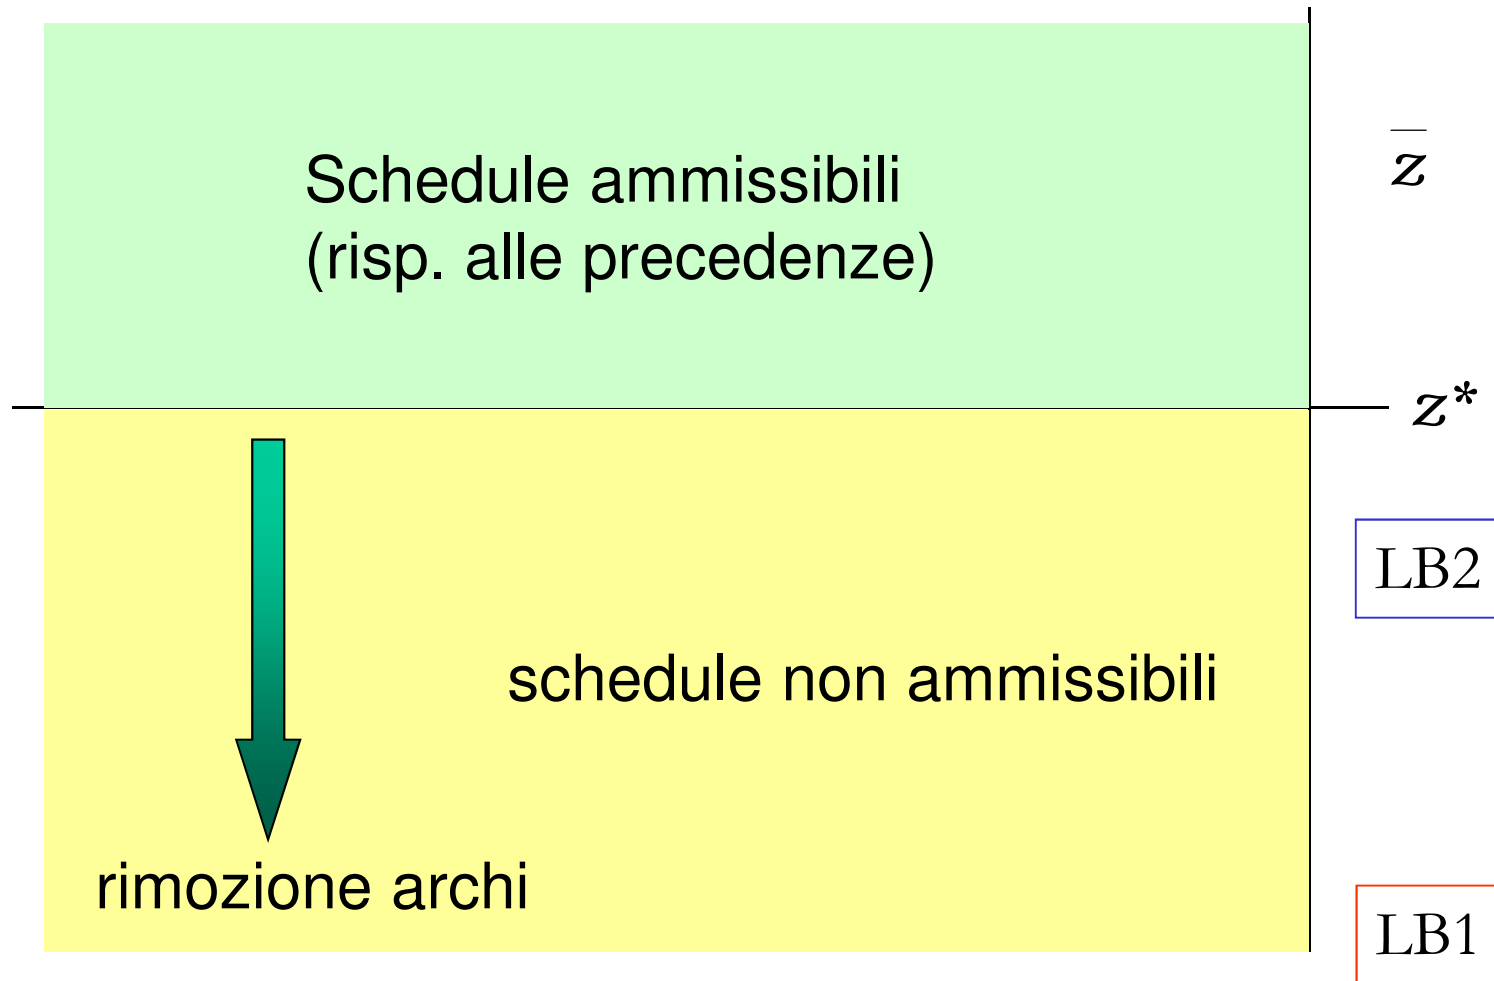 Schedule ammissibili
(risp. alle precedenze)
z̅
z*
LB2
schedule non ammissibili
rimozione archi
LB1